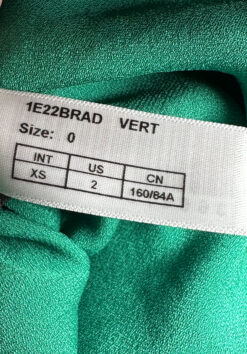 1E22BRAD VERT
Size: 0
INT US CN
XS 2 160/84A